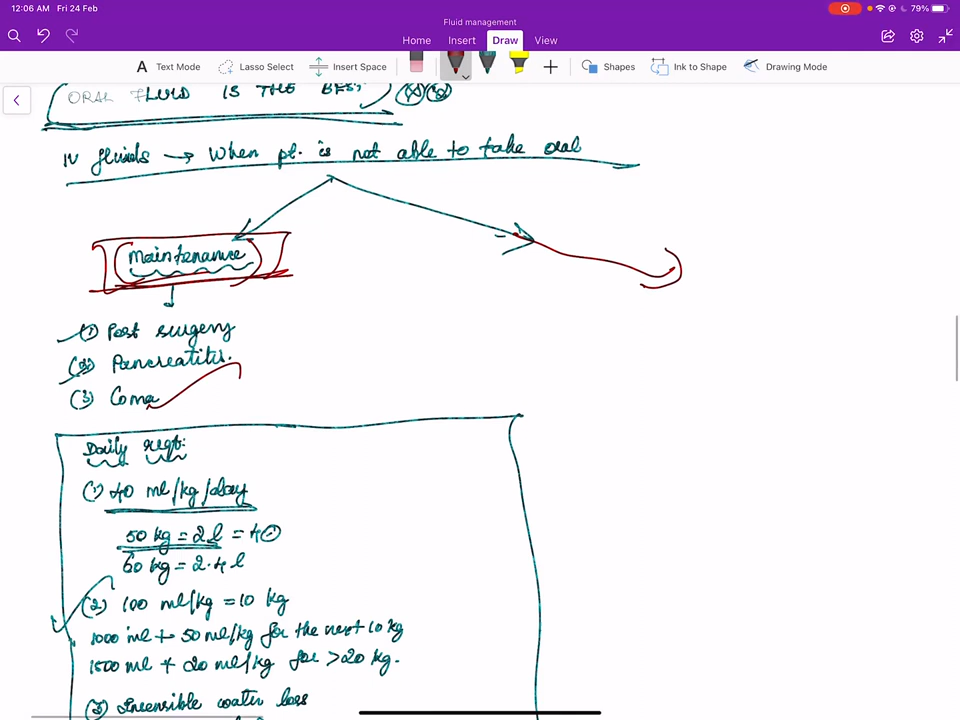 12:06 AM Fri 24 Feb
79%
Fluid management
Home Insert Draw View
Text Mode Lasso Select Insert Space Shapes Ink to Shape Drawing Mode
ORAL FLUID IS THE BEST
IV fluids → When pt. is not able to take oral
Maintenance
(1) Post surgery
(2) Pancreatitis.
(3) Coma
Daily reqt:
(1) 40 ml/kg/day
50 kg = 2 l = 4
60 kg = 2.4 l
(2) 100 ml/kg = 10 kg
1000 ml + 50 ml/kg for the next 10 kg
1500 ml + 20 ml/kg for >20 kg.
(3) Insensible water loss